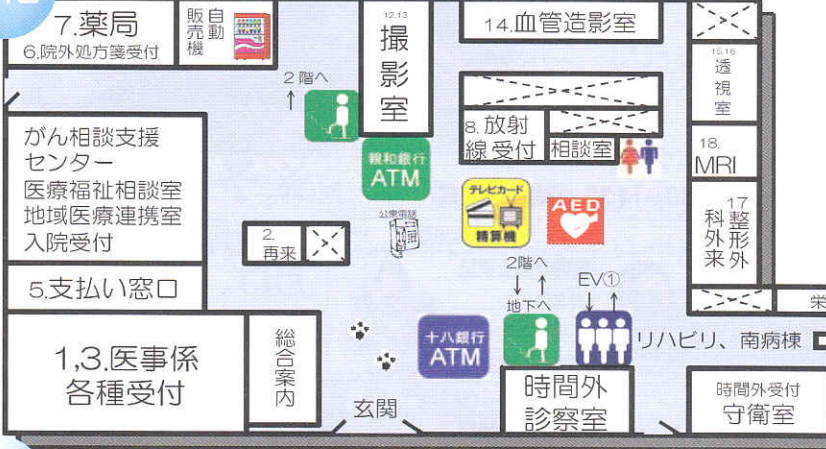 7.薬局
6.院外処方箋受付
自動
販売機
12.13
撮影室
14.血管造影室
15.16
透視室
2階へ
8.放射
線受付
相談室
18.
MRI
がん相談支援
センター
医療福祉相談室
地域医療連携室
入院受付
親和銀行
ATM
公衆電話
テレビカード
精算機
AED
17
整形外
科外来
2.
再来
5.支払い窓口
2階へ
地下へ
EV①
栄
1,3.医事係
各種受付
総合案内
十八銀行
ATM
リハビリ、南病棟
玄関
時間外
診察室
時間外受付
守衛室